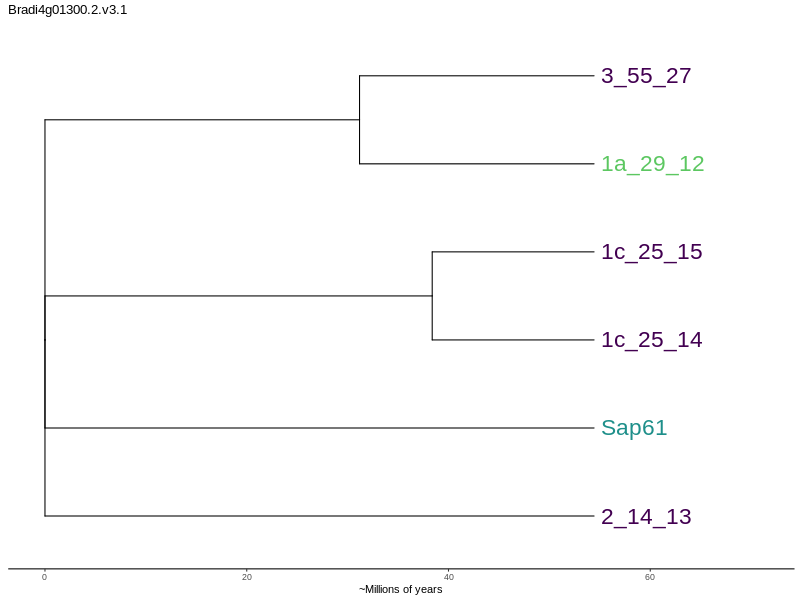 Bradi4g01300.2.v3.1
3_55_27
1a_29_12
1c_25_15
1c_25_14
Sap61
2_14_13
0 20 40 60
~Millions of years